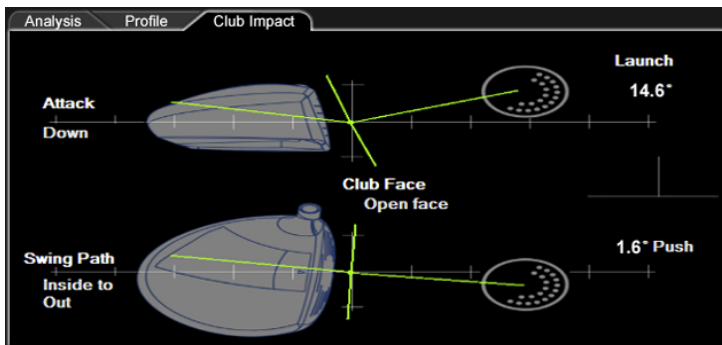 Analysis Profile Club Impact
Launch
14.6°
Attack
Down
Club Face
Open face
Swing Path
1.6° Push
Inside to
Out